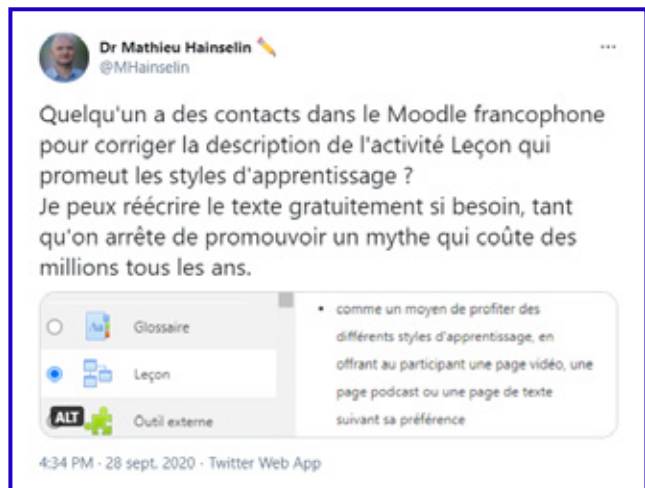 Dr Mathieu Hainselin ✏️
@MHainselin
Quelqu'un a des contacts dans le Moodle francophone
pour corriger la description de l'activité Leçon qui
promeut les styles d'apprentissage ?
Je peux réécrire le texte gratuitement si besoin, tant
qu'on arrête de promouvoir un mythe qui coûte des
millions tous les ans.
Glossaire
Leçon
ALT
Outil externe
• comme un moyen de profiter des
différents styles d'apprentissage, en
offrant au participant une page vidéo, une
page podcast ou une page de texte
suivant sa préférence
4:34 PM · 28 sept. 2020 · Twitter Web App